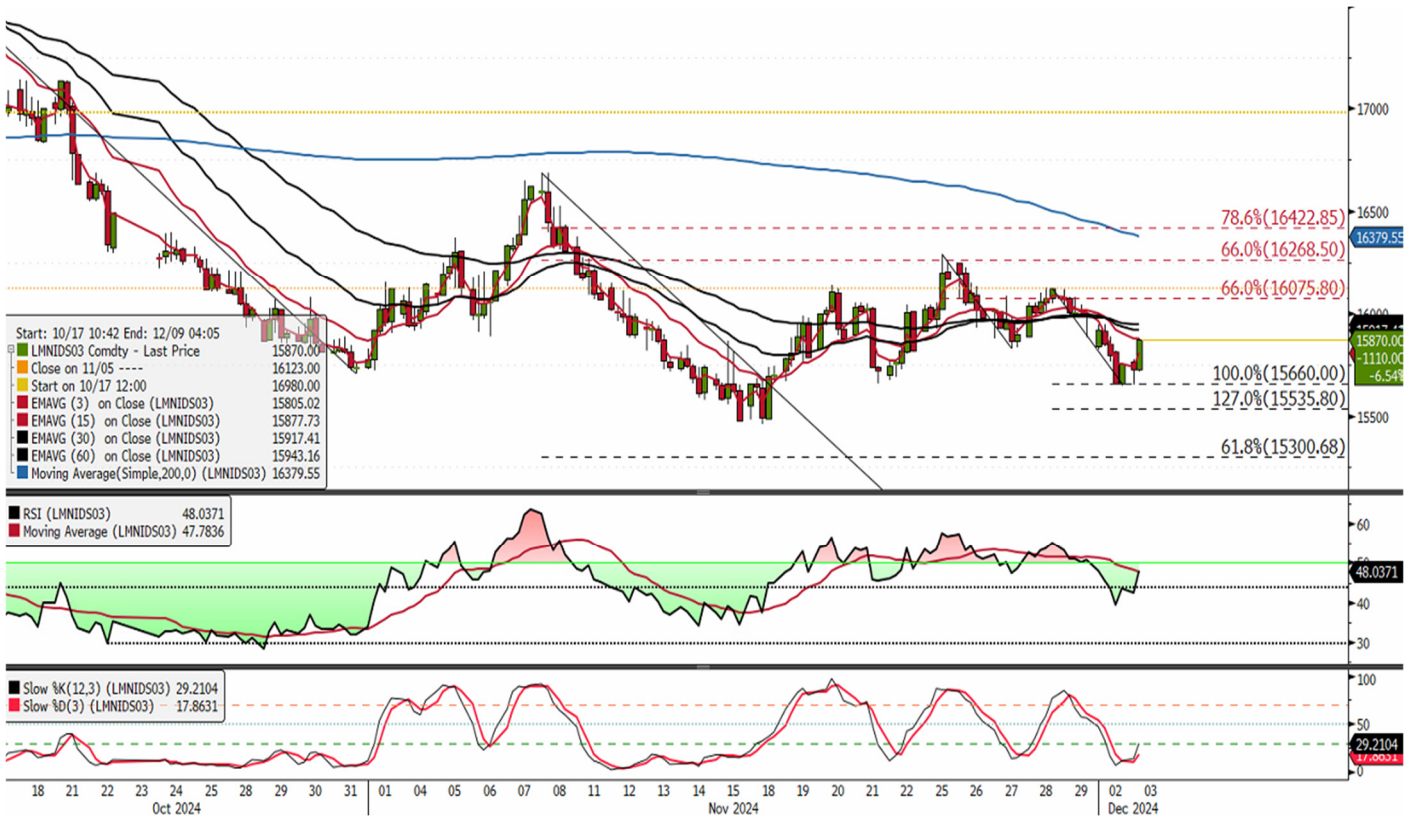 17000
16500
16000
15500
78.6%(16422.85)
16379.55
66.0%(16268.50)
66.0%(16075.80)
15870.00
-1110.00
-6.54%
100.0%(15660.00)
127.0%(15535.80)
61.8%(15300.68)
Start: 10/17 10:42 End: 12/09 04:05
LMNIDS03 Comdty - Last Price 15870.00
Close on 11/05 ---- 16123.00
Start on 10/17 12:00 16980.00
EMAVG (3) on Close (LMNIDS03) 15805.02
EMAVG (15) on Close (LMNIDS03) 15877.73
EMAVG (30) on Close (LMNIDS03) 15917.41
EMAVG (60) on Close (LMNIDS03) 15943.16
Moving Average(Simple,200,0) (LMNIDS03) 16379.55
RSI (LMNIDS03) 48.0371
Moving Average (LMNIDS03) 47.7836
60
48.0371
40
30
Slow %K(12,3) (LMNIDS03) 29.2104
Slow %D(3) (LMNIDS03) 17.8631
100
50
29.2104
17.8631
0
18 21 22 23 24 25 28 29 30 31 01 04 05 06 07 08 11 12 13 14 15 18 19 20 21 22 25 26 27 28 29 02 03
Oct 2024 Nov 2024 Dec 2024